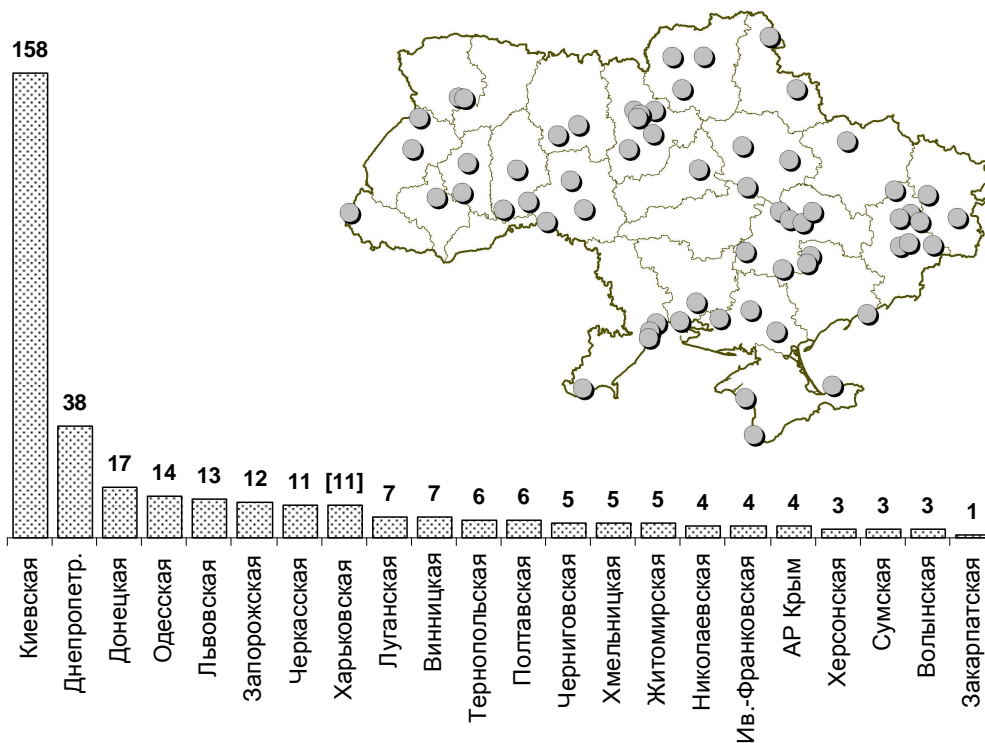 158
38
17
14
13
12
11
[11]
7
7
6
6
5
5
5
4
4
4
3
3
3
1
Киевская
Днепропетр.
Донецкая
Одесская
Львовская
Запорожская
Черкасская
Харьковская
Луганская
Винницкая
Тернопольская
Полтавская
Черниговская
Хмельницкая
Житомирская
Николаевская
Ив.-Франковская
АР Крым
Херсонская
Сумская
Волынская
Закарпатская